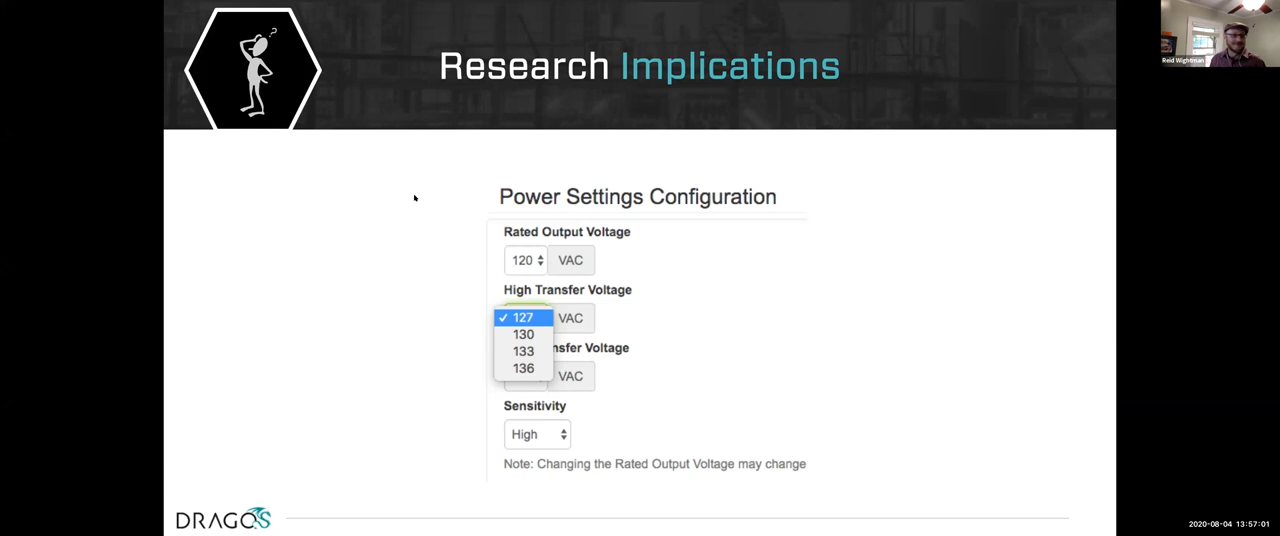 Research Implications
Reid Wightman
Power Settings Configuration
Rated Output Voltage
120 VAC
High Transfer Voltage
✓ 127 VAC
130
133
136
nsfer Voltage
VAC
Sensitivity
High
Note: Changing the Rated Output Voltage may change
DRAGOS
2020-08-04 13:57:01